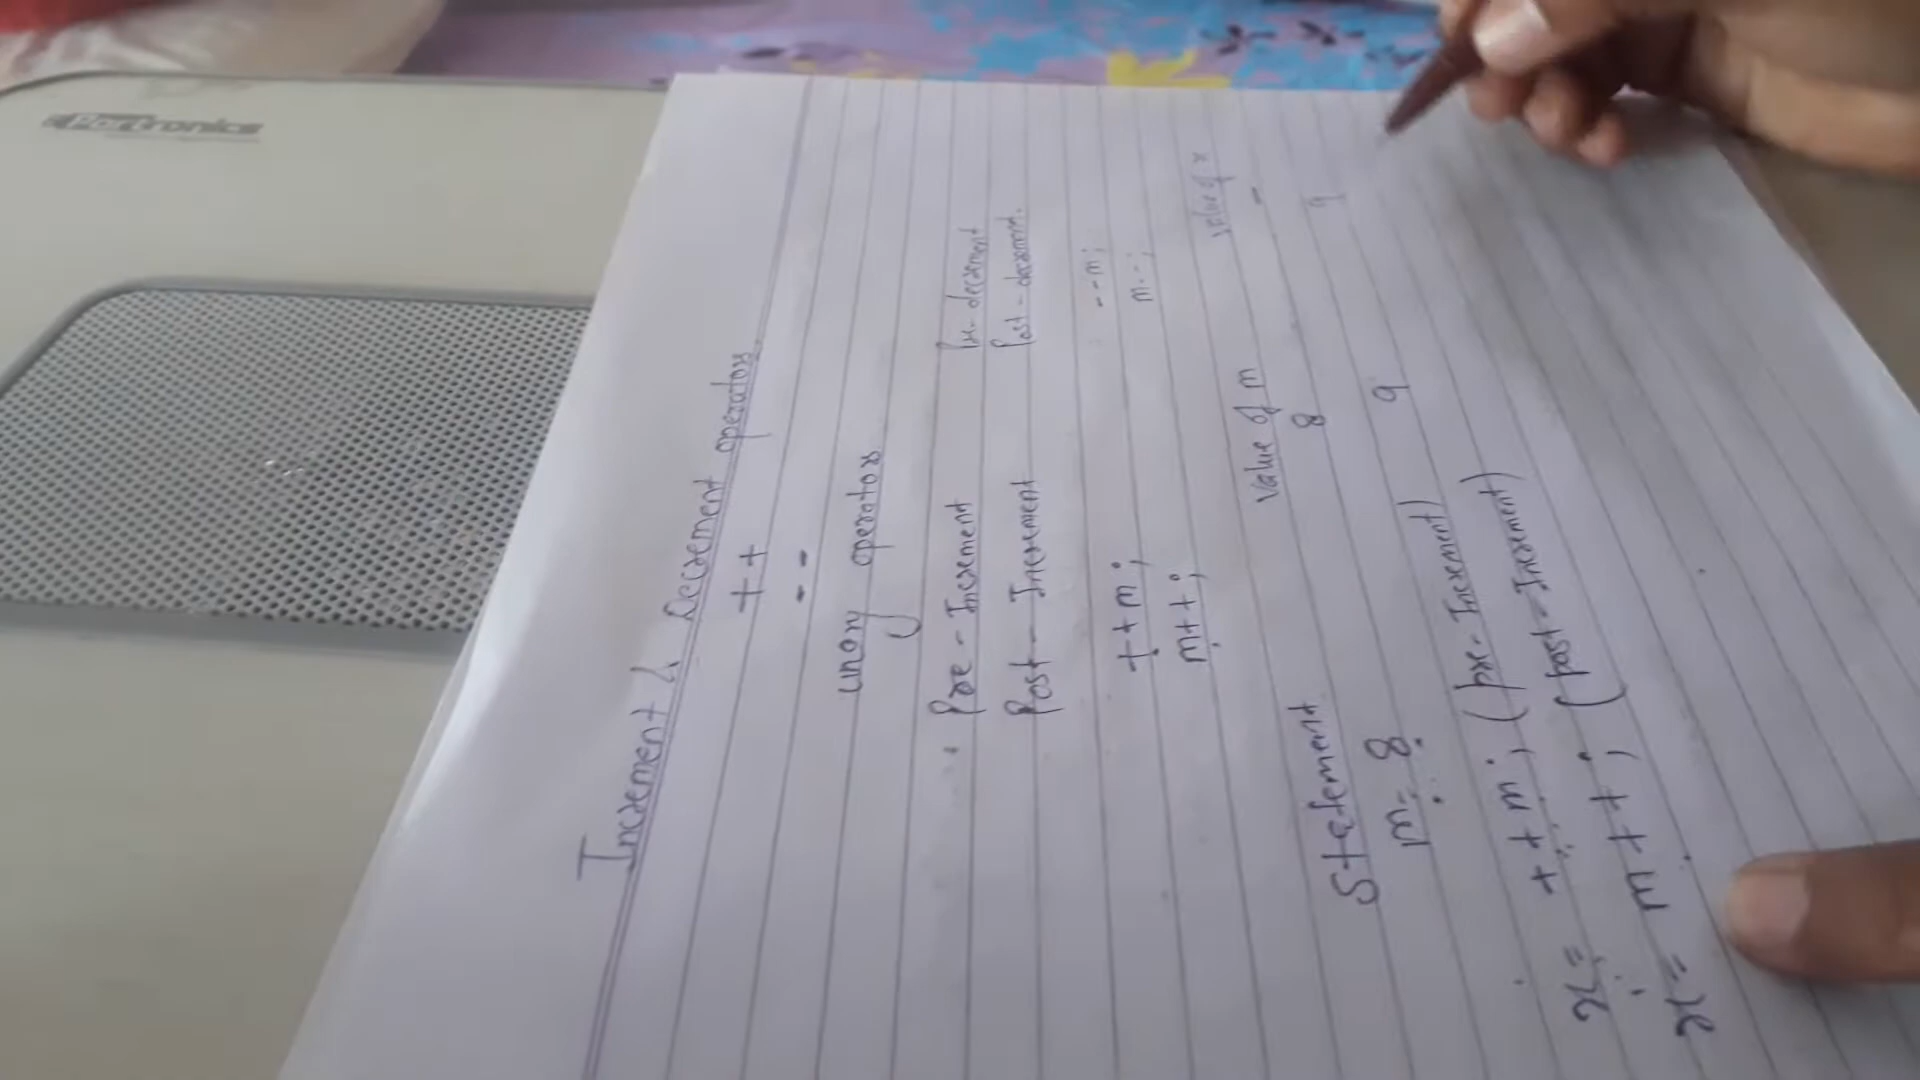 Portronics
Increment & Decrement operators
++
--
unary operators
Pre - Increment Pre - decrement
Post - Increment Post - decrement.
++m; --m;
m++; m--;
Statement Value of m Value of x
m = 8 8 -
x = ++m; (pre - Increment) 9 9
x = m++; (post - Increment)